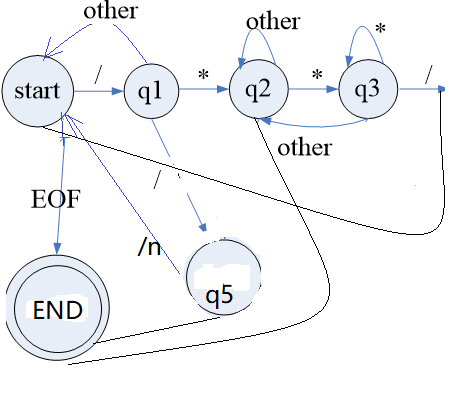 other
other
*
/
*
*
/
start
q1
q2
q3
other
/
EOF
/n
q5
END